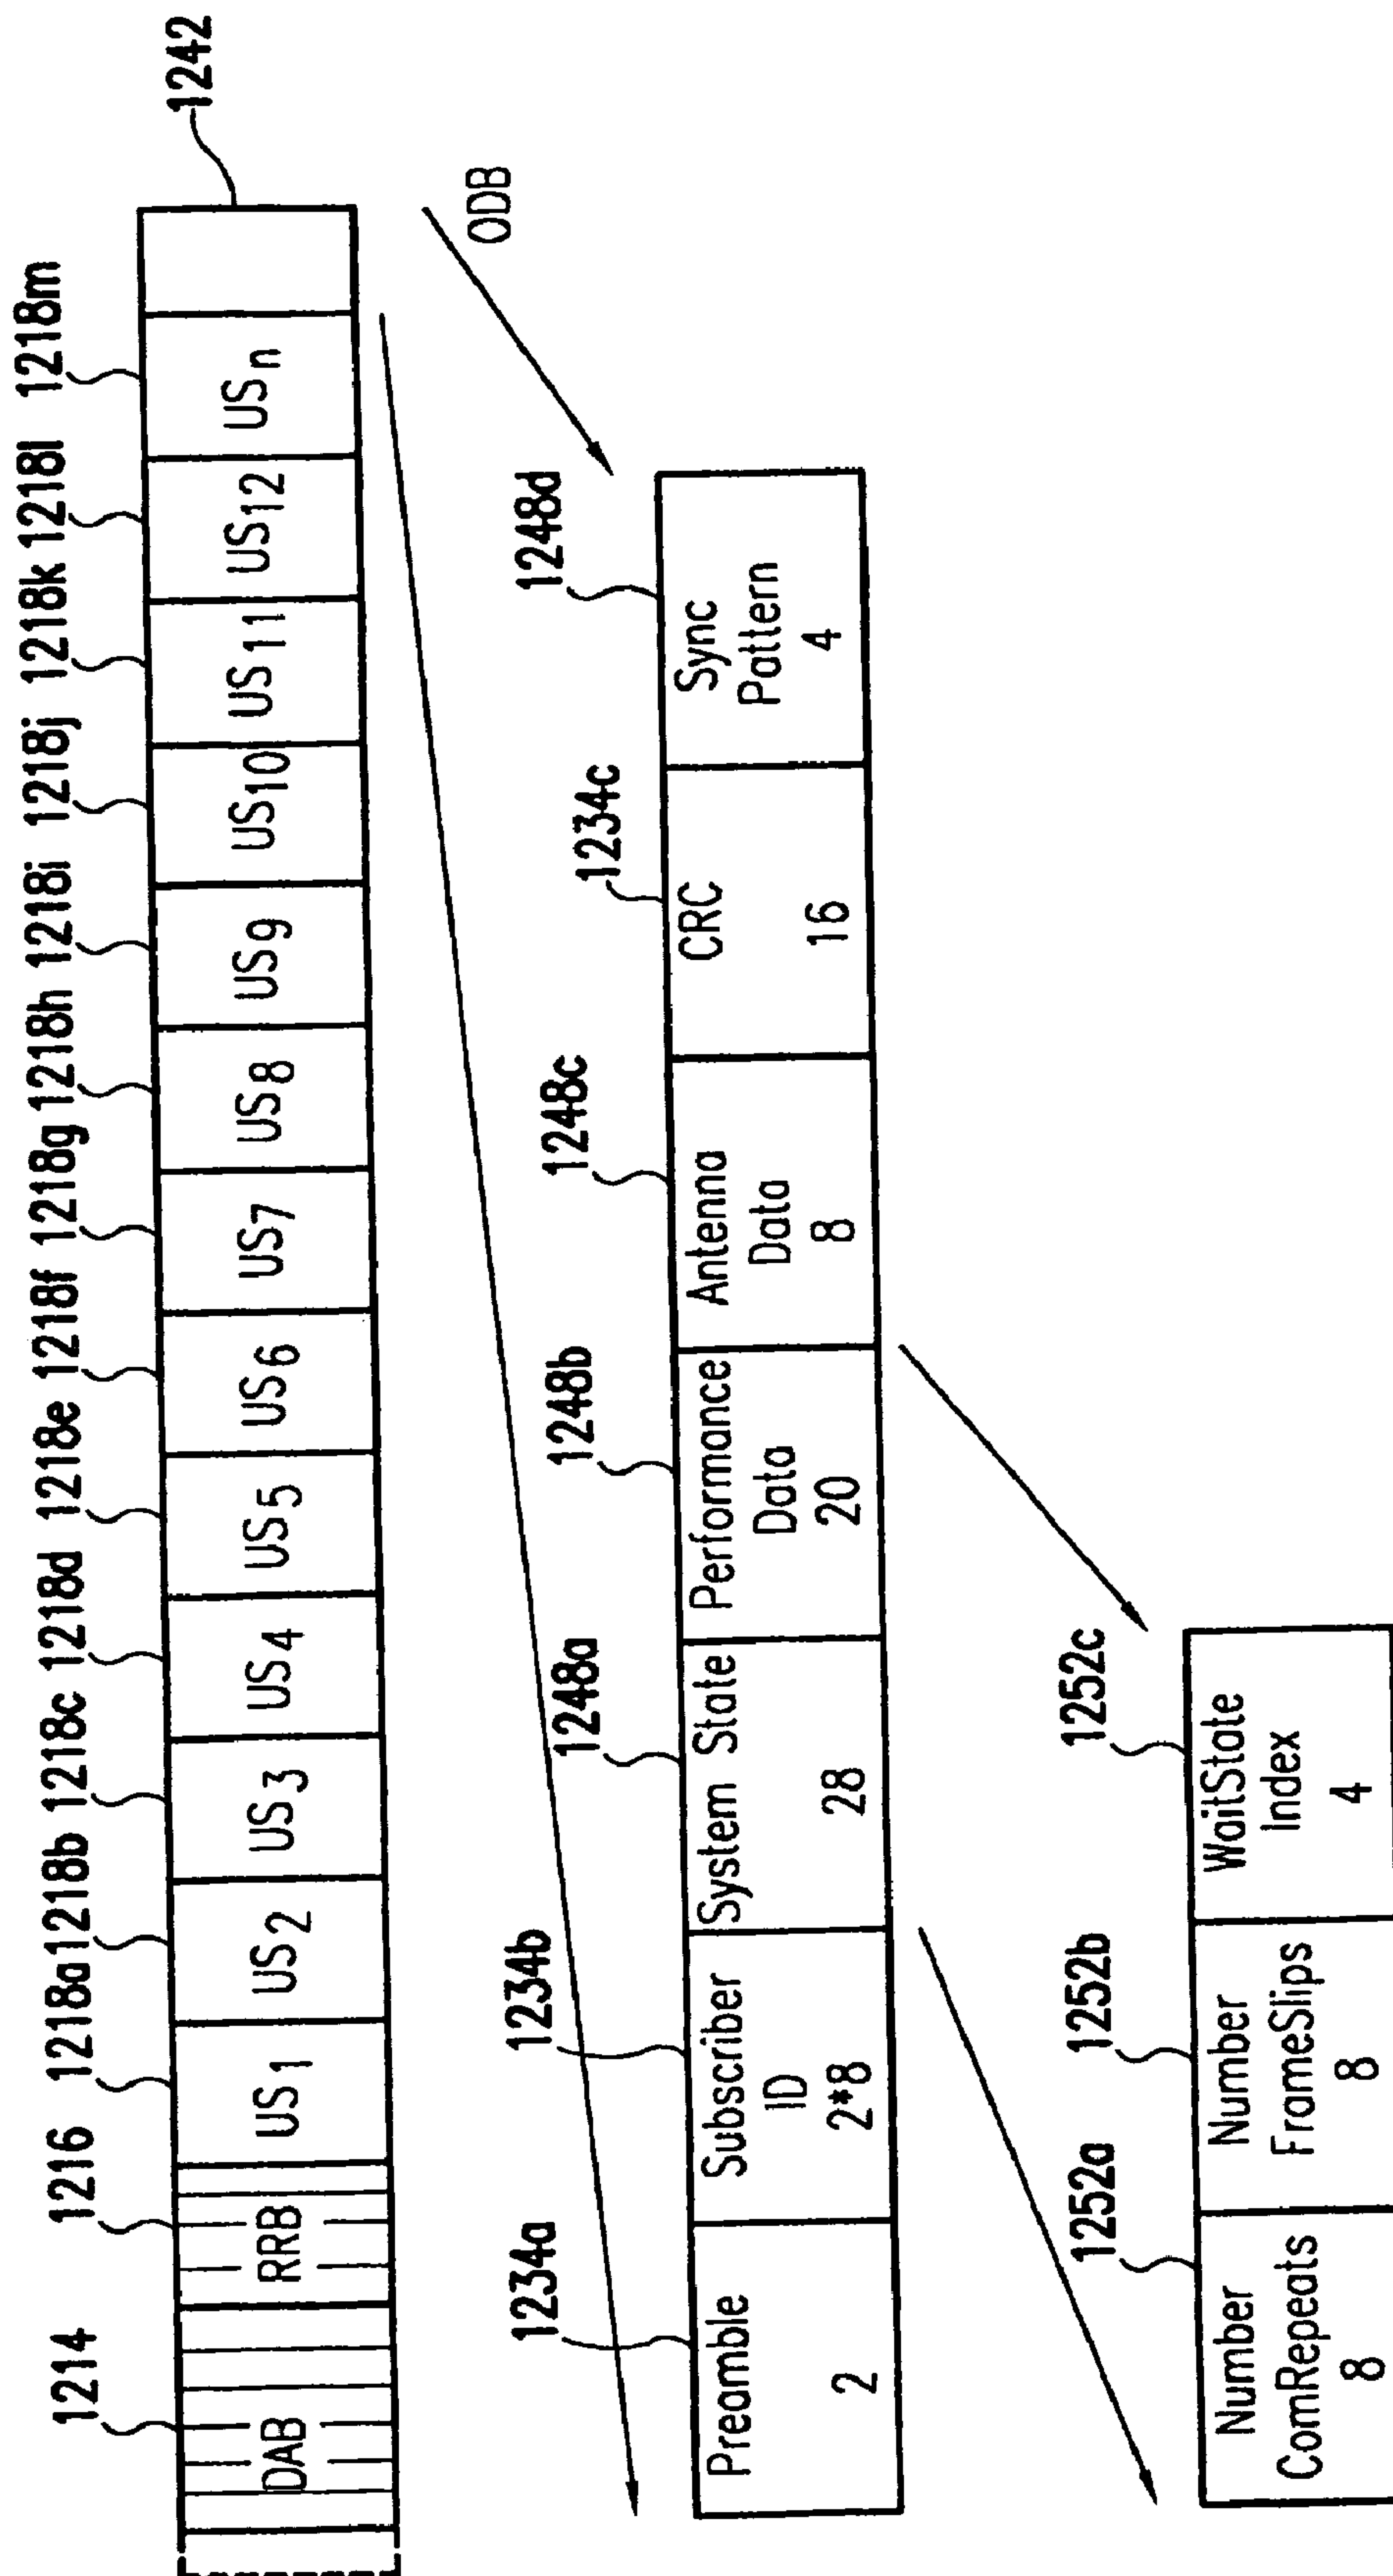 1214 1216 1218a 1218b 1218c 1218d 1218e 1218f 1218g 1218h 1218i 1218j 1218k 1218l 1218m
1242
DAB RRB US1 US2 US3 US4 US5 US6 US7 US8 US9 US10 US11 US12 USn
ODB
1234a 1234b 1248a 1248b 1248c 1234c 1248d
Preamble
2
Subscriber
ID
2*8
System State
28
Performance
Data
20
Antenna
Data
8
CRC
16
Sync
Pattern
4
1252a 1252b 1252c
Number
ComRepeats
8
Number
FrameSlips
8
WaitState
Index
4